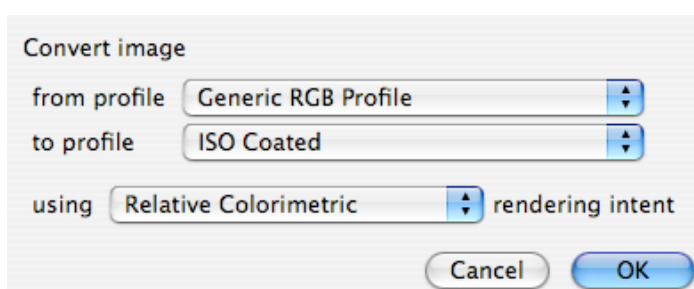 Convert image
from profile Generic RGB Profile
to profile ISO Coated
using Relative Colorimetric rendering intent
Cancel OK